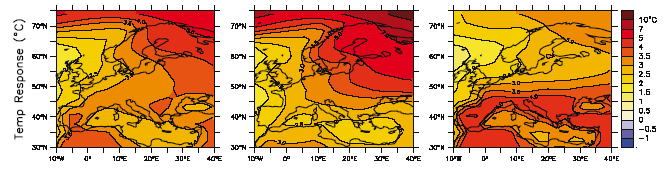 Temp Response (°C)
70°N
60°N
50°N
40°N
30°N
10°W 0° 10°E 20°E 30°E 40°E
70°N
60°N
50°N
40°N
30°N
10°W 0° 10°E 20°E 30°E 40°E
70°N
60°N
50°N
40°N
30°N
10°W 0° 10°E 20°E 30°E 40°E
10°C
7
5
4
3.5
3
2.5
2
1.5
1
0.5
0
−0.5
−1